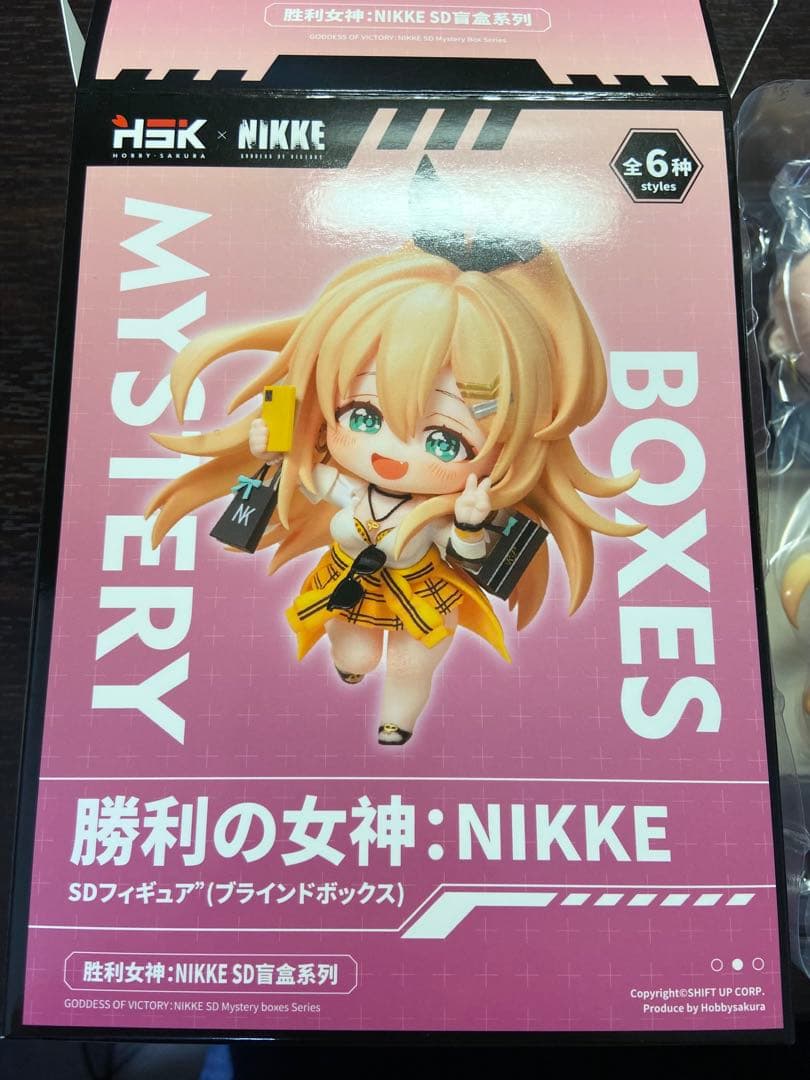 胜利女神:NIKKE SD盲盒系列
GODDESS OF VICTORY:NIKKE SD Mystery Box Series
HSK × NIKKE
HOBBY·SAKURA GODDESS OF VICTORY
全6种
styles
MYSTERY
BOXES
NK
勝利の女神:NIKKE
SDフィギュア”(ブラインドボックス)
胜利女神:NIKKE SD盲盒系列
GODDESS OF VICTORY:NIKKE SD Mystery boxes Series
Copyright©SHIFT UP CORP.
Produce by Hobbysakura